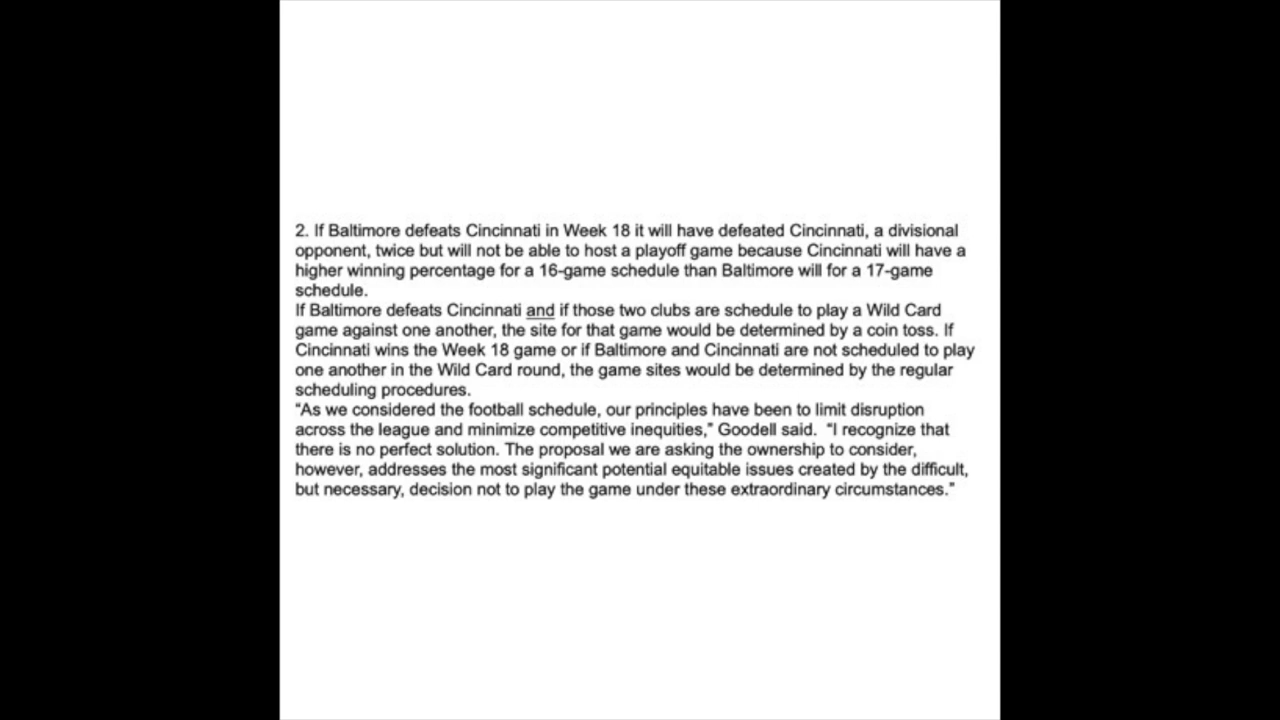 2. If Baltimore defeats Cincinnati in Week 18 it will have defeated Cincinnati, a divisional
opponent, twice but will not be able to host a playoff game because Cincinnati will have a
higher winning percentage for a 16-game schedule than Baltimore will for a 17-game
schedule.
If Baltimore defeats Cincinnati and if those two clubs are schedule to play a Wild Card
game against one another, the site for that game would be determined by a coin toss. If
Cincinnati wins the Week 18 game or if Baltimore and Cincinnati are not scheduled to play
one another in the Wild Card round, the game sites would be determined by the regular
scheduling procedures.
“As we considered the football schedule, our principles have been to limit disruption
across the league and minimize competitive inequities,” Goodell said.  “I recognize that
there is no perfect solution. The proposal we are asking the ownership to consider,
however, addresses the most significant potential equitable issues created by the difficult,
but necessary, decision not to play the game under these extraordinary circumstances.”